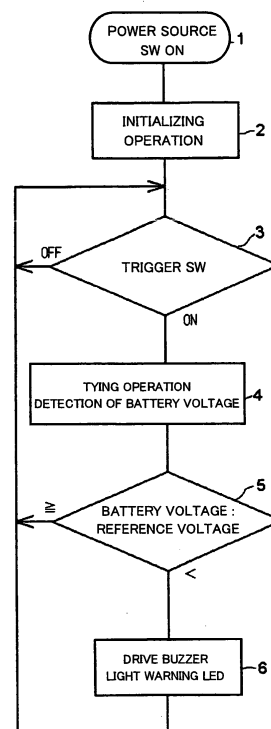 POWER SOURCE
SW ON
1
INITIALIZING
OPERATION
2
3
OFF
TRIGGER SW
ON
TYING OPERATION
DETECTION OF BATTERY VOLTAGE
4
5
≧
BATTERY VOLTAGE :
REFERENCE VOLTAGE
<
DRIVE BUZZER
LIGHT WARNING LED
6